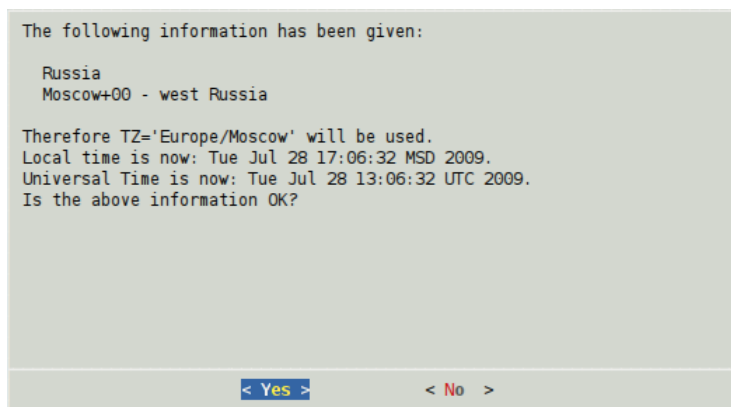 The following information has been given:
Russia
Moscow+00 - west Russia
Therefore TZ='Europe/Moscow' will be used.
Local time is now: Tue Jul 28 17:06:32 MSD 2009.
Universal Time is now: Tue Jul 28 13:06:32 UTC 2009.
Is the above information OK?
< Yes > < No >